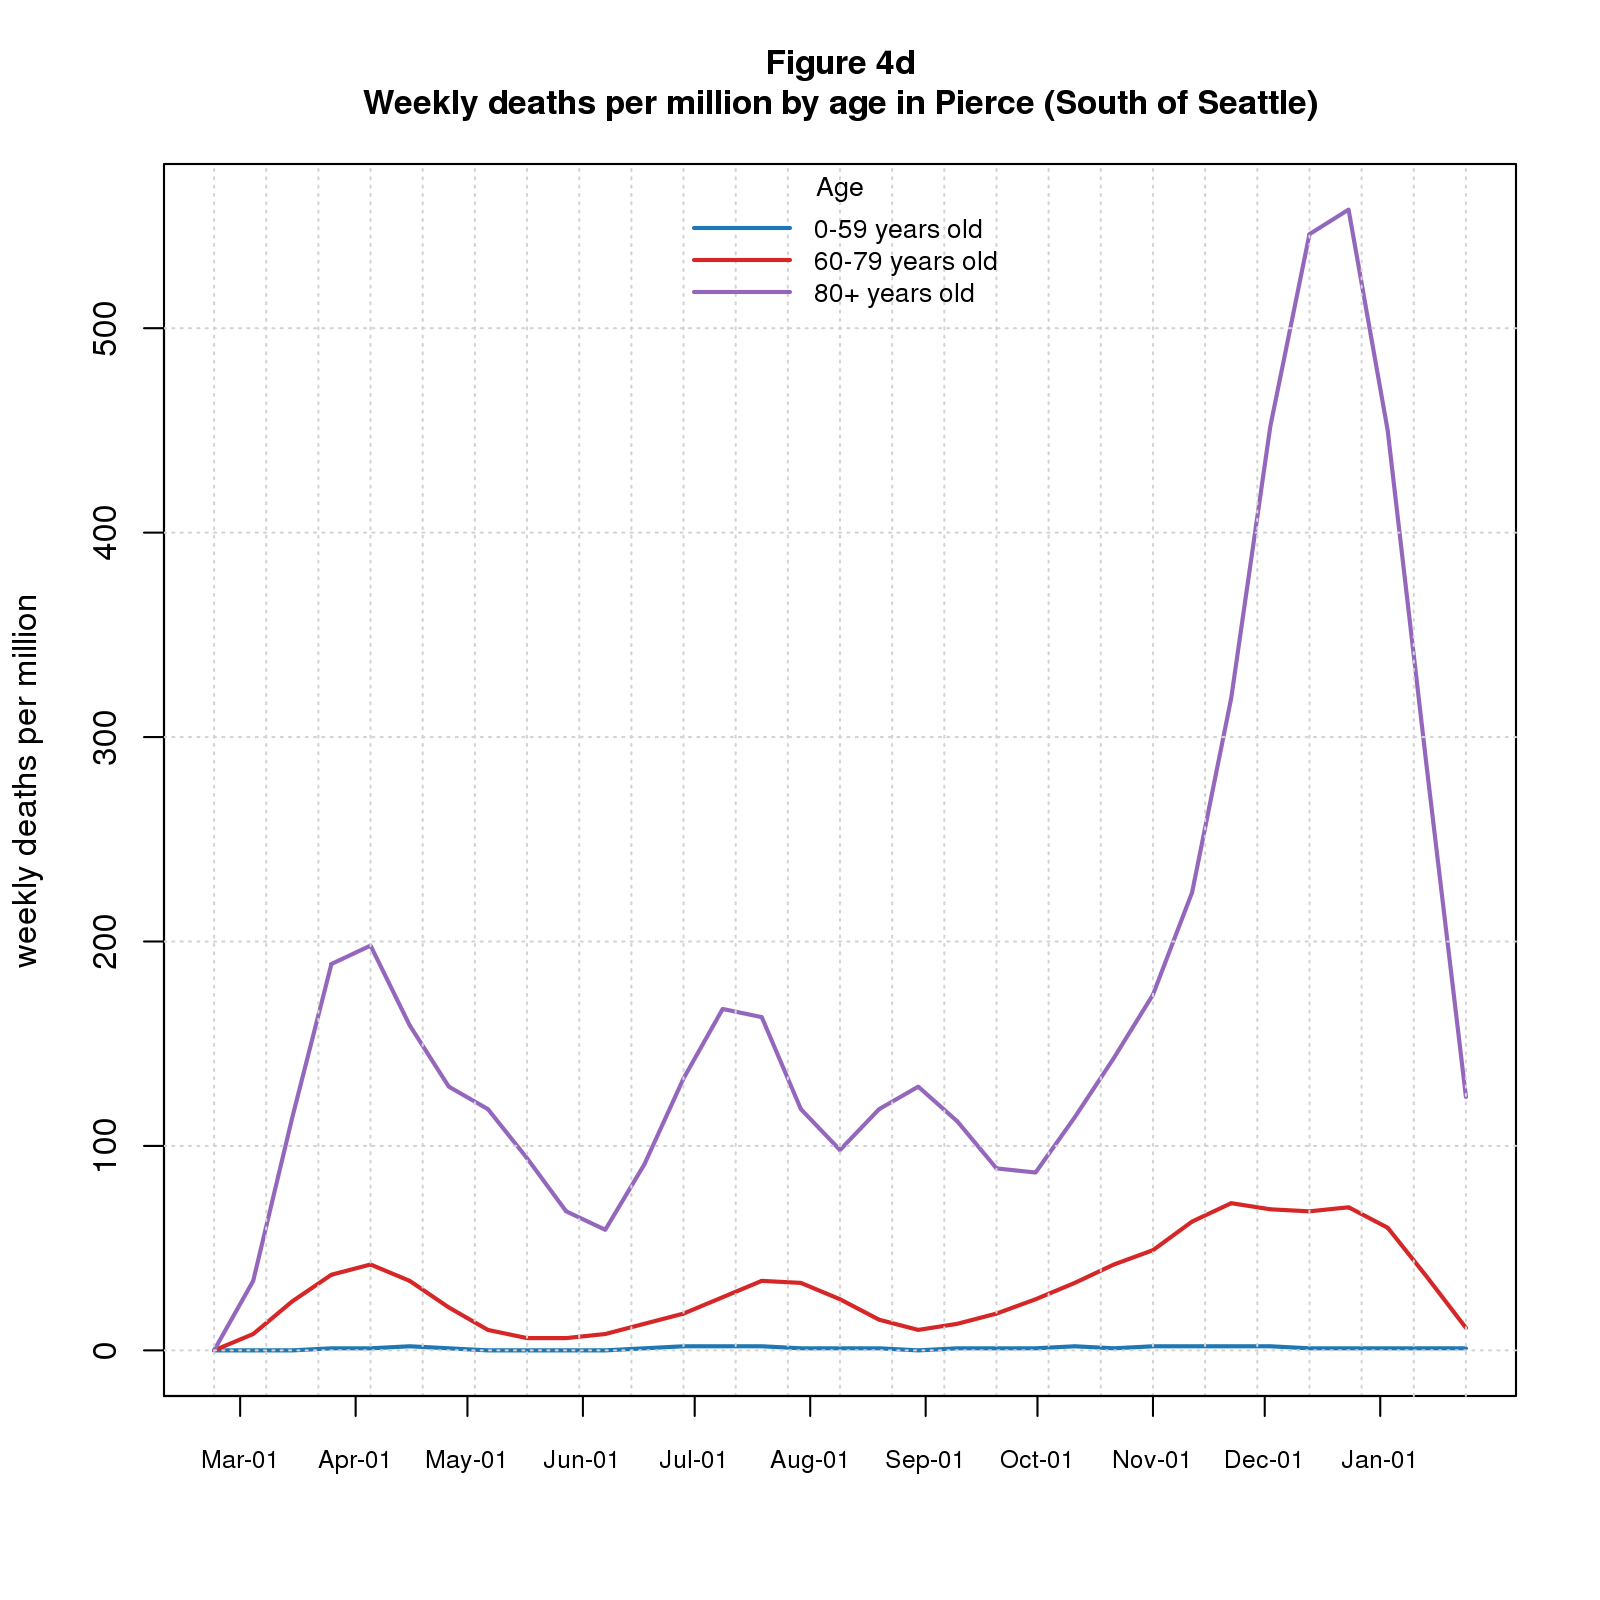 Figure 4d
Weekly deaths per million by age in Pierce (South of Seattle)
Age
0-59 years old
60-79 years old
80+ years old
weekly deaths per million
500
400
300
200
100
0
Mar-01 Apr-01 May-01 Jun-01 Jul-01 Aug-01 Sep-01 Oct-01 Nov-01 Dec-01 Jan-01